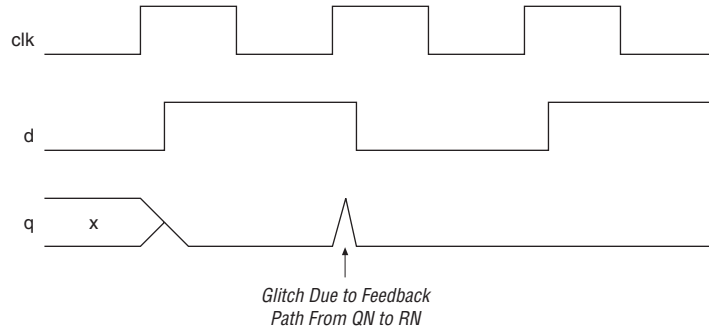 clk
d
q
x
Glitch Due to Feedback
Path From QN to RN